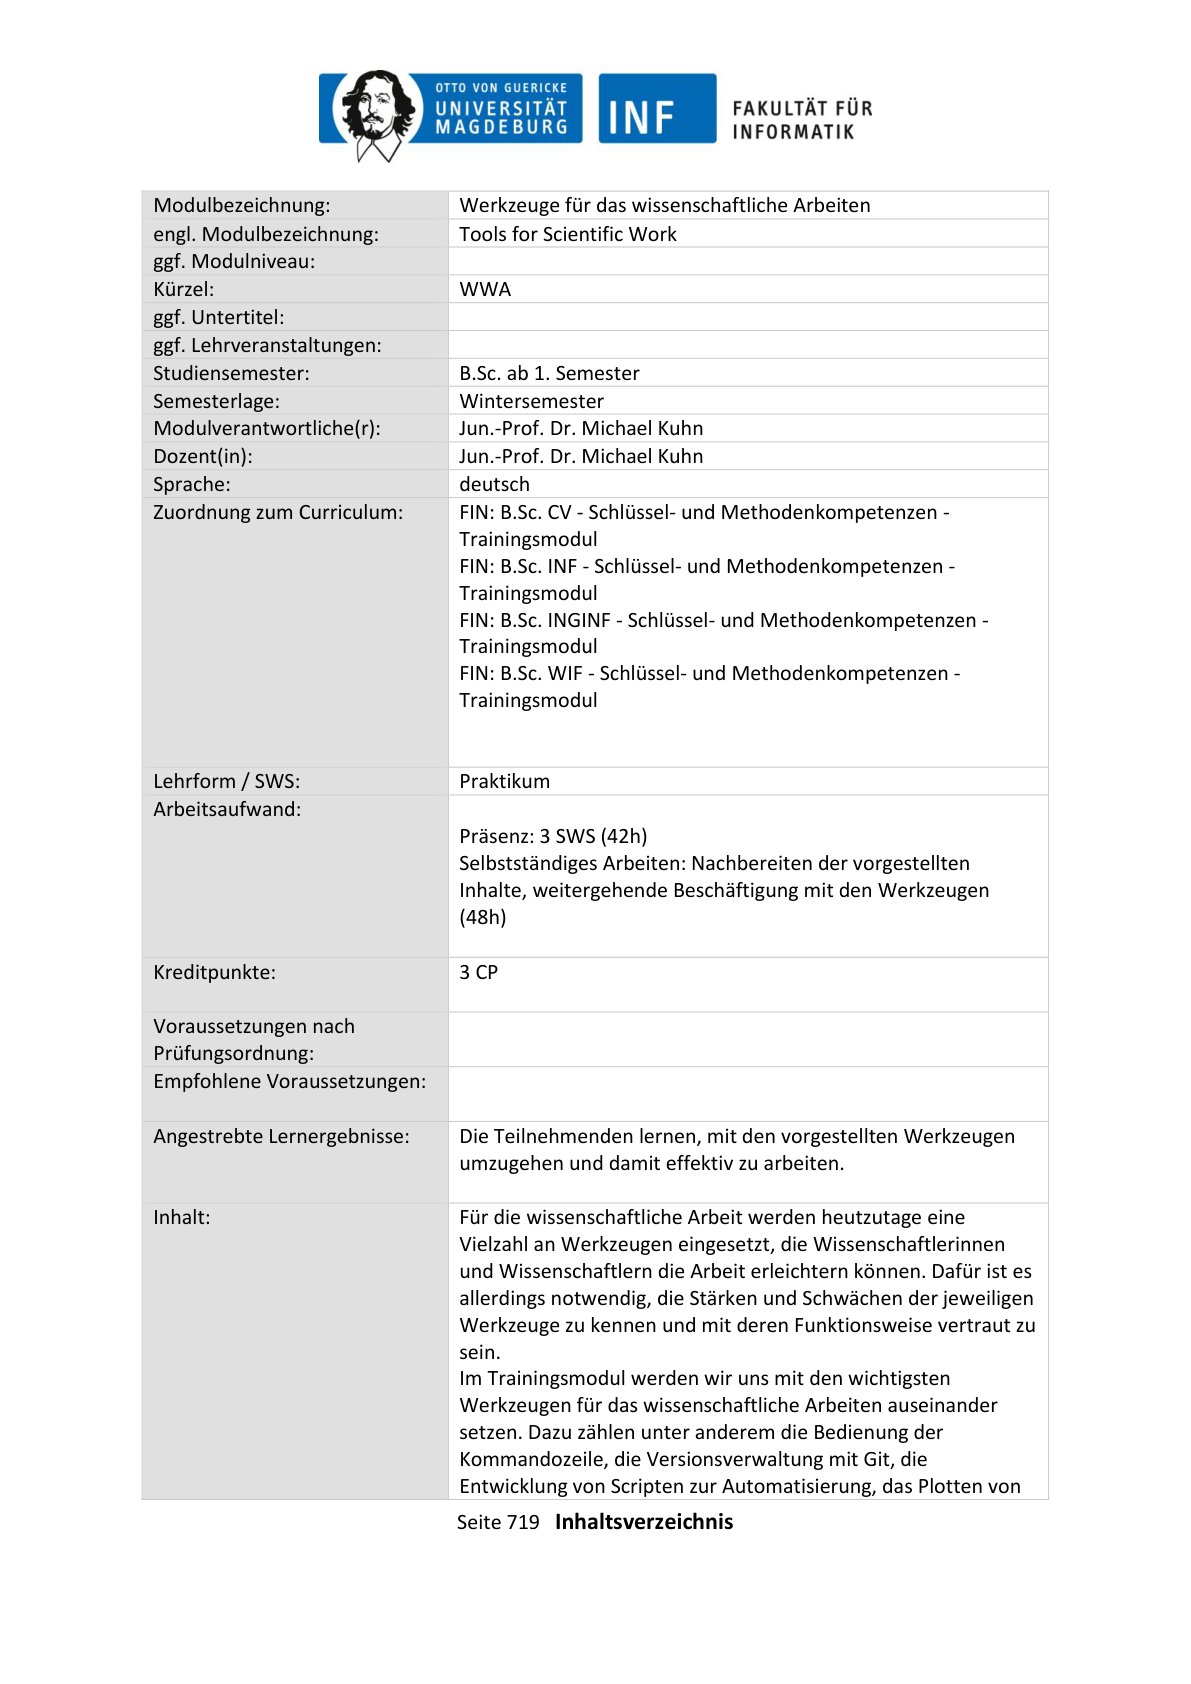 OTTO VON GUERICKE
UNIVERSITÄT
MAGDEBURG
INF
FAKULTÄT FÜR
INFORMATIK
Modulbezeichnung: Werkzeuge für das wissenschaftliche Arbeiten
engl. Modulbezeichnung: Tools for Scientific Work
ggf. Modulniveau:
Kürzel: WWA
ggf. Untertitel:
ggf. Lehrveranstaltungen:
Studiensemester: B.Sc. ab 1. Semester
Semesterlage: Wintersemester
Modulverantwortliche(r): Jun.-Prof. Dr. Michael Kuhn
Dozent(in): Jun.-Prof. Dr. Michael Kuhn
Sprache: deutsch
Zuordnung zum Curriculum: FIN: B.Sc. CV - Schlüssel- und Methodenkompetenzen -
Trainingsmodul
FIN: B.Sc. INF - Schlüssel- und Methodenkompetenzen -
Trainingsmodul
FIN: B.Sc. INGINF - Schlüssel- und Methodenkompetenzen -
Trainingsmodul
FIN: B.Sc. WIF - Schlüssel- und Methodenkompetenzen -
Trainingsmodul
Lehrform / SWS: Praktikum
Arbeitsaufwand:
Präsenz: 3 SWS (42h)
Selbstständiges Arbeiten: Nachbereiten der vorgestellten
Inhalte, weitergehende Beschäftigung mit den Werkzeugen
(48h)
Kreditpunkte: 3 CP
Voraussetzungen nach
Prüfungsordnung:
Empfohlene Voraussetzungen:
Angestrebte Lernergebnisse: Die Teilnehmenden lernen, mit den vorgestellten Werkzeugen
umzugehen und damit effektiv zu arbeiten.
Inhalt: Für die wissenschaftliche Arbeit werden heutzutage eine
Vielzahl an Werkzeugen eingesetzt, die Wissenschaftlerinnen
und Wissenschaftlern die Arbeit erleichtern können. Dafür ist es
allerdings notwendig, die Stärken und Schwächen der jeweiligen
Werkzeuge zu kennen und mit deren Funktionsweise vertraut zu
sein.
Im Trainingsmodul werden wir uns mit den wichtigsten
Werkzeugen für das wissenschaftliche Arbeiten auseinander
setzen. Dazu zählen unter anderem die Bedienung der
Kommandozeile, die Versionsverwaltung mit Git, die
Entwicklung von Scripten zur Automatisierung, das Plotten von
Seite 719 Inhaltsverzeichnis